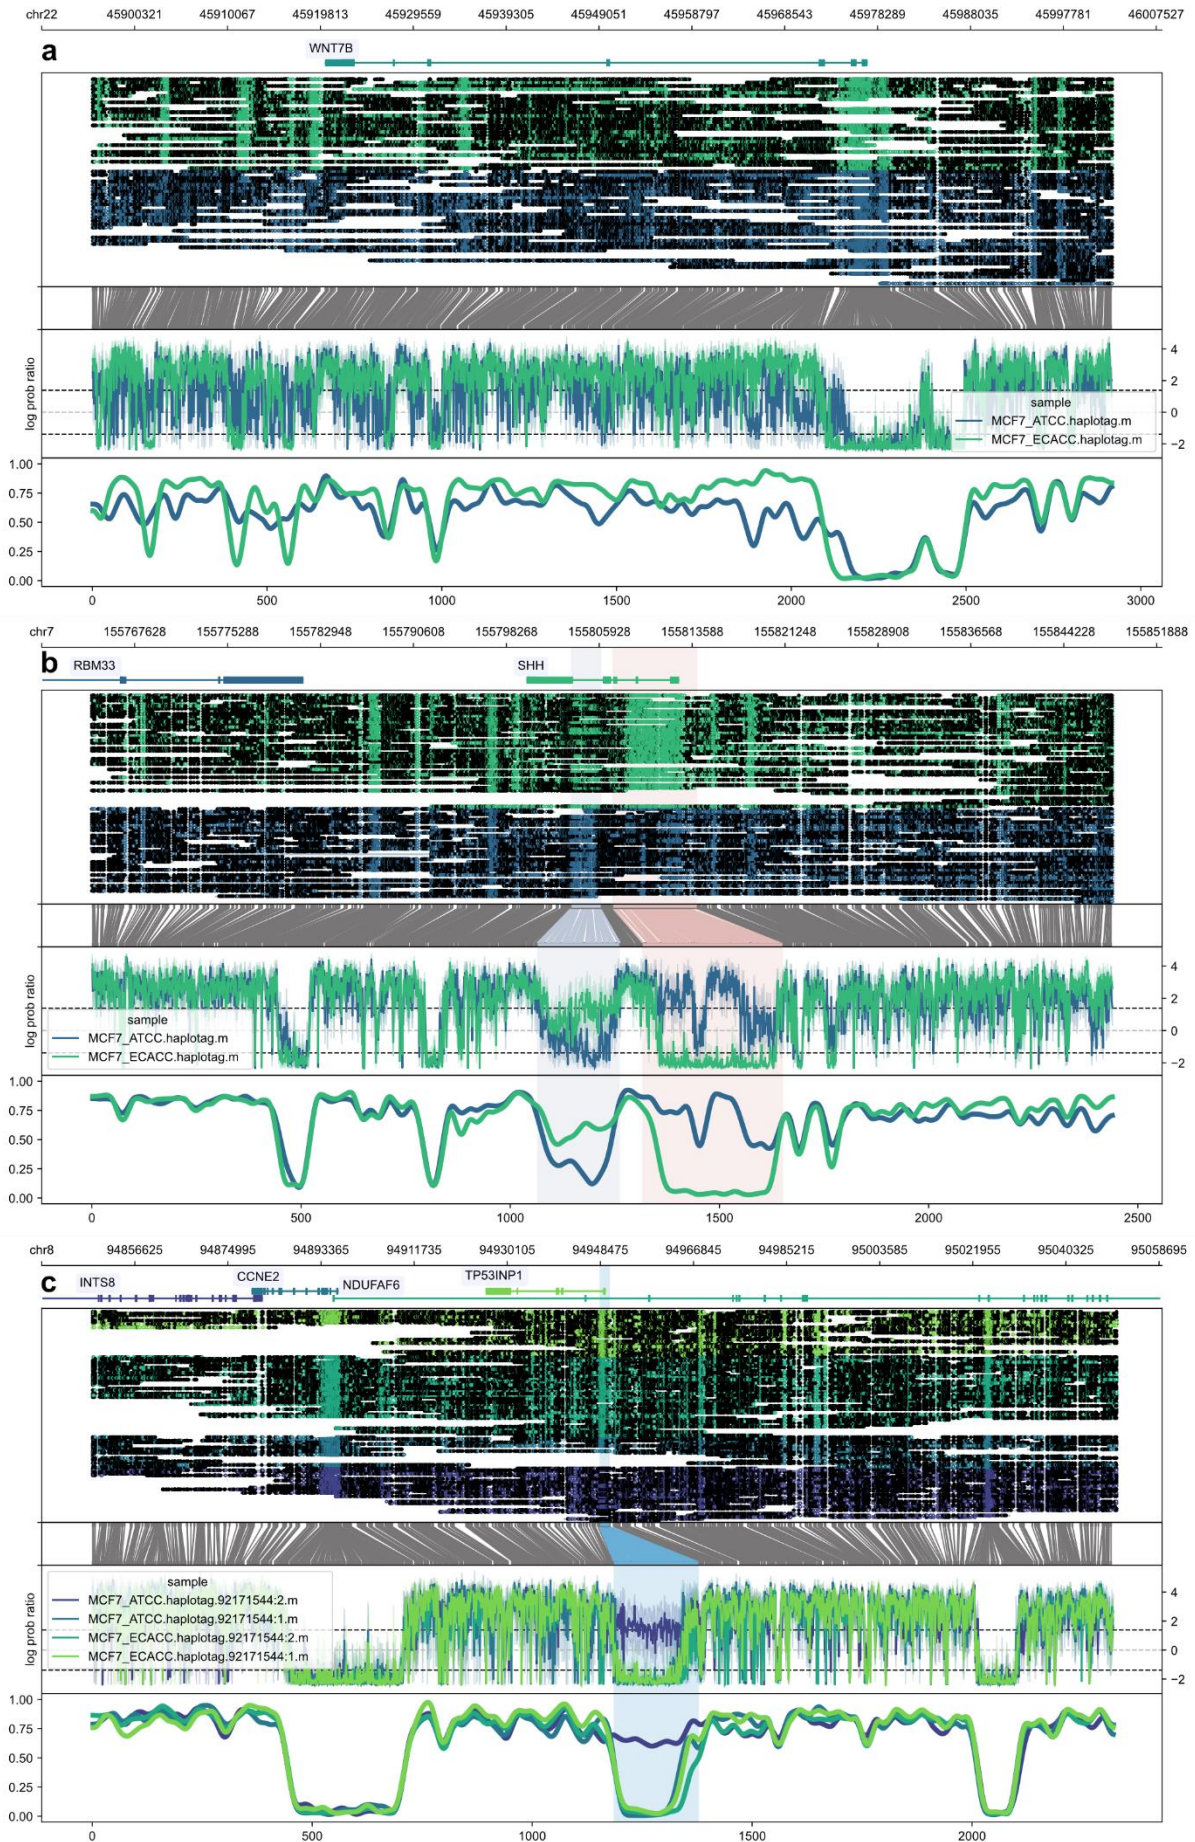 chr22 45900321 45910067 45919813 45929559 45939305 45949051 45958797 45968543 45978289 45988035 45997781 46007527
a
WNT7B
log prob ratio
4
2
0
−2
sample
MCF7_ATCC.haplotag.m
MCF7_ECACC.haplotag.m
1.00
0.75
0.50
0.25
0.00
0 500 1000 1500 2000 2500 3000
chr7 155767628 155775288 155782948 155790608 155798268 155805928 155813588 155821248 155828908 155836568 155844228 155851888
b
RBM33 SHH
log prob ratio
4
2
0
−2
sample
MCF7_ATCC.haplotag.m
MCF7_ECACC.haplotag.m
1.00
0.75
0.50
0.25
0.00
0 500 1000 1500 2000 2500
chr8 94856625 94874995 94893365 94911735 94930105 94948475 94966845 94985215 95003585 95021955 95040325 95058695
c
INTS8 CCNE2 NDUFAF6 TP53INP1
log prob ratio
4
2
0
−2
sample
MCF7_ATCC.haplotag.92171544:2.m
MCF7_ATCC.haplotag.92171544:1.m
MCF7_ECACC.haplotag.92171544:2.m
MCF7_ECACC.haplotag.92171544:1.m
1.00
0.75
0.50
0.25
0.00
0 500 1000 1500 2000